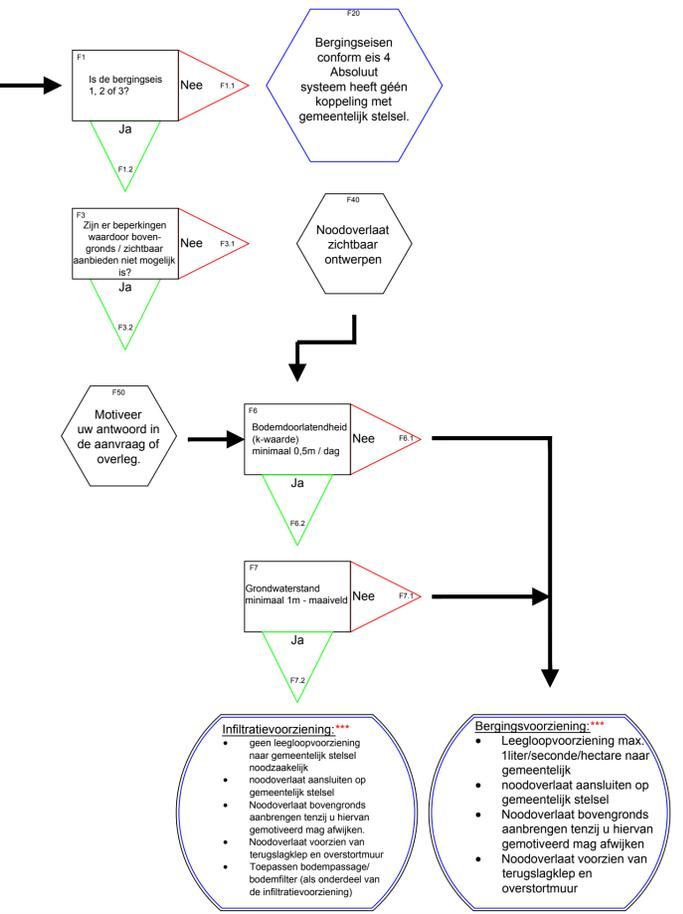 F1
Is de bergingseis
1, 2 of 3?
Nee
F1.1
Ja
F1.2
F20
Bergingseisen
conform eis 4
Absoluut
systeem heeft géén
koppeling met
gemeentelijk stelsel.
F3
Zijn er beperkingen
waardoor boven-
gronds / zichtbaar
aanbieden niet mogelijk
is?
Nee
F3.1
Ja
F3.2
F40
Noodoverlaat
zichtbaar
ontwerpen
F50
Motiveer
uw antwoord in
de aanvraag of
overleg.
F6
Bodemdoorlatendheid
(k-waarde)
minimaal 0,5m / dag
Nee
F6.1
Ja
F6.2
F7
Grondwaterstand
minimaal 1m - maaiveld
Nee
F7.1
Ja
F7.2
Infiltratievoorziening:***
• geen leegloopvoorziening
naar gemeentelijk stelsel
noodzaakelijk
• noodoverlaat aansluiten op
gemeentelijk stelsel
• Noodoverlaat bovengronds
aanbrengen tenzij u hiervan
gemotiveerd mag afwijken.
• Noodoverlaat voorzien van
terugslagklep en overstortmuur
• Toepassen bodempassage/
bodemfilter (als onderdeel van
de infiltratievoorziening)
Bergingsvoorziening:***
• Leegloopvoorziening max.
1liter/seconde/hectare naar
gemeentelijk
• noodoverlaat aansluiten op
gemeentelijk stelsel
• Noodoverlaat bovengronds
aanbrengen tenzij u hiervan
gemotiveerd mag afwijken
• Noodoverlaat voorzien van
terugslagklep en
overstortmuur